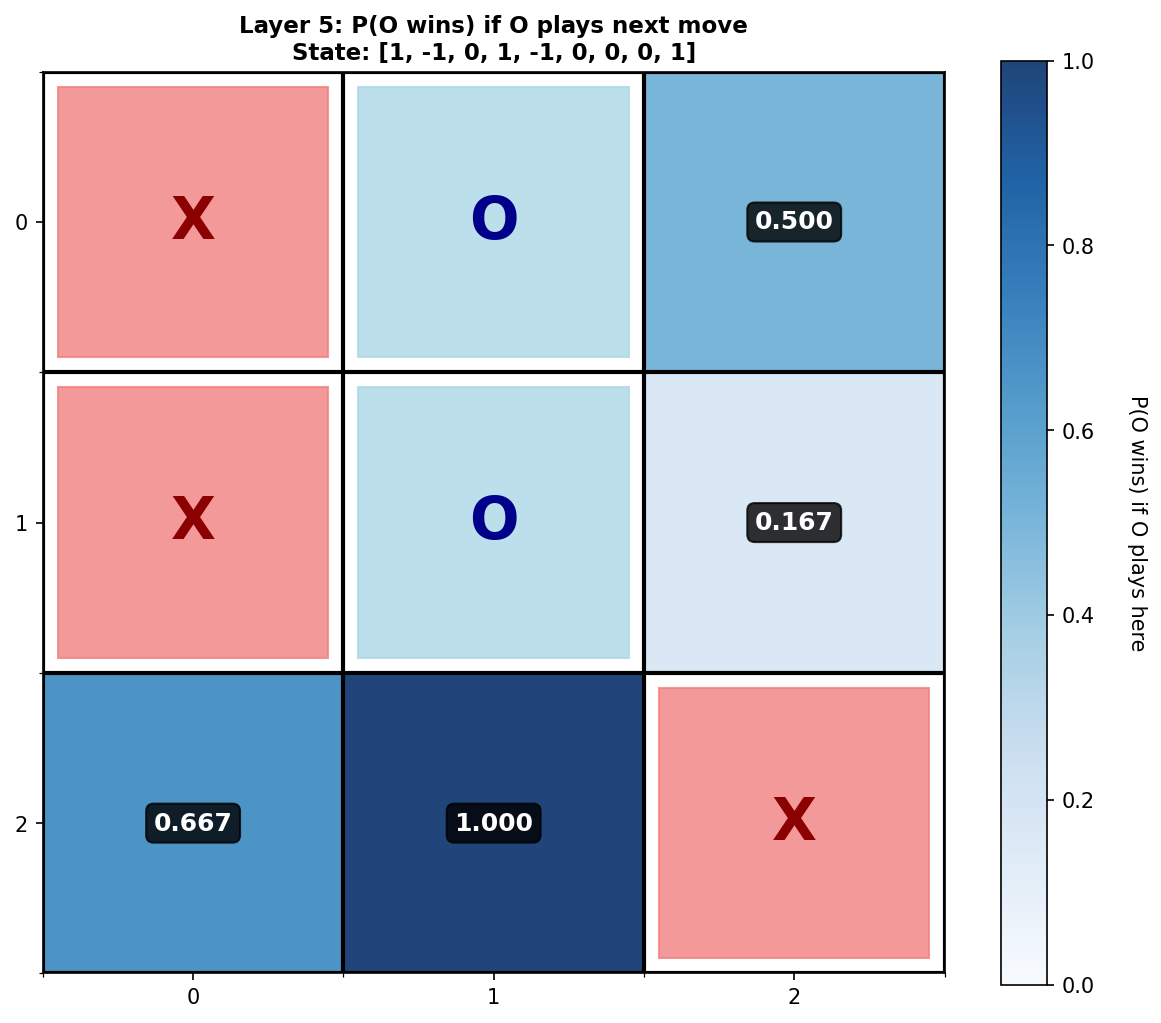 Layer 5: P(O wins) if O plays next move
State: [1, -1, 0, 1, -1, 0, 0, 0, 1]
0
X
O
0.500
1
X
O
0.167
2
0.667
1.000
X
0
1
2
1.0
0.8
0.6
0.4
0.2
0.0
P(O wins) if O plays here